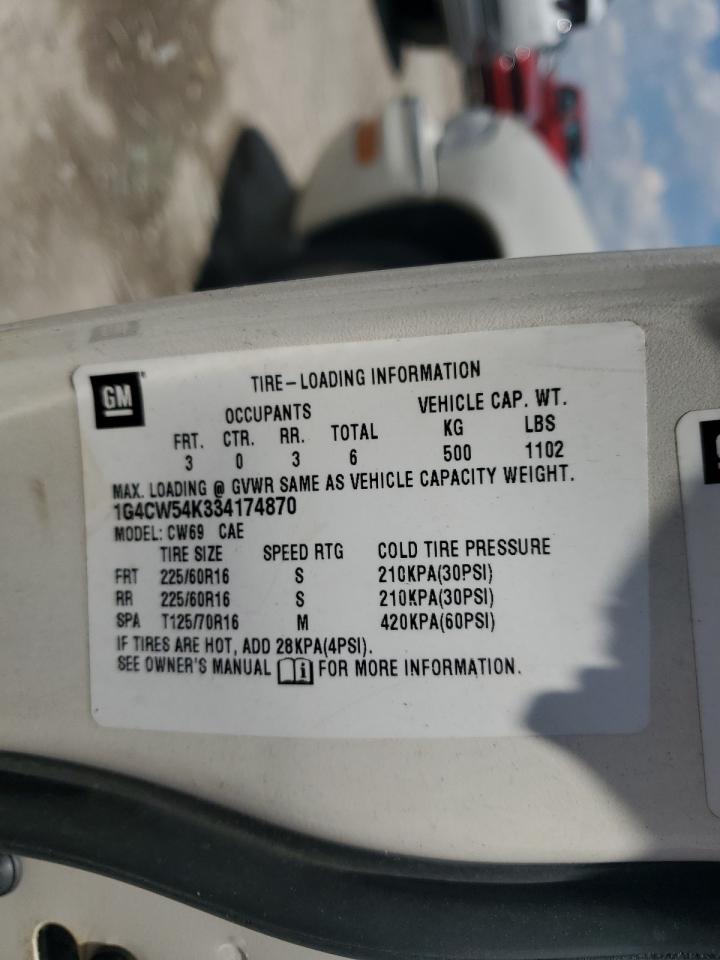 GM
TIRE-LOADING INFORMATION
OCCUPANTS VEHICLE CAP. WT.
FRT. CTR. RR. TOTAL KG LBS
3 0 3 6 500 1102
MAX. LOADING @ GVWR SAME AS VEHICLE CAPACITY WEIGHT.
1G4CW54K334174870
MODEL: CW69 CAE
TIRE SIZE SPEED RTG COLD TIRE PRESSURE
FRT 225/60R16 S 210KPA(30PSI)
RR 225/60R16 S 210KPA(30PSI)
SPA T125/70R16 M 420KPA(60PSI)
IF TIRES ARE HOT, ADD 28KPA(4PSI).
SEE OWNER'S MANUAL i FOR MORE INFORMATION.